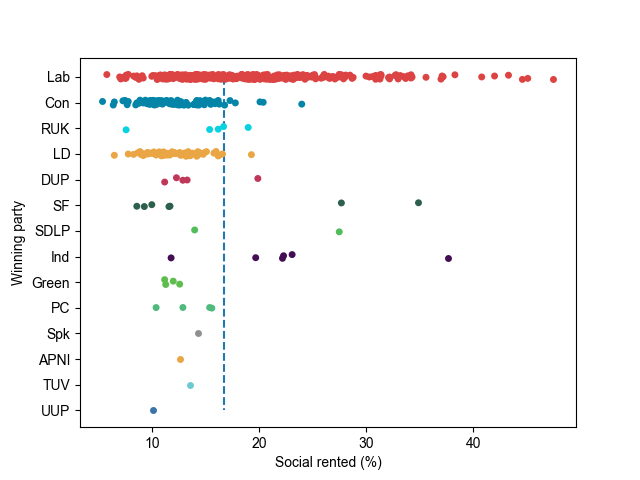 Winning party
Lab
Con
RUK
LD
DUP
SF
SDLP
Ind
Green
PC
Spk
APNI
TUV
UUP
10 20 30 40
Social rented (%)